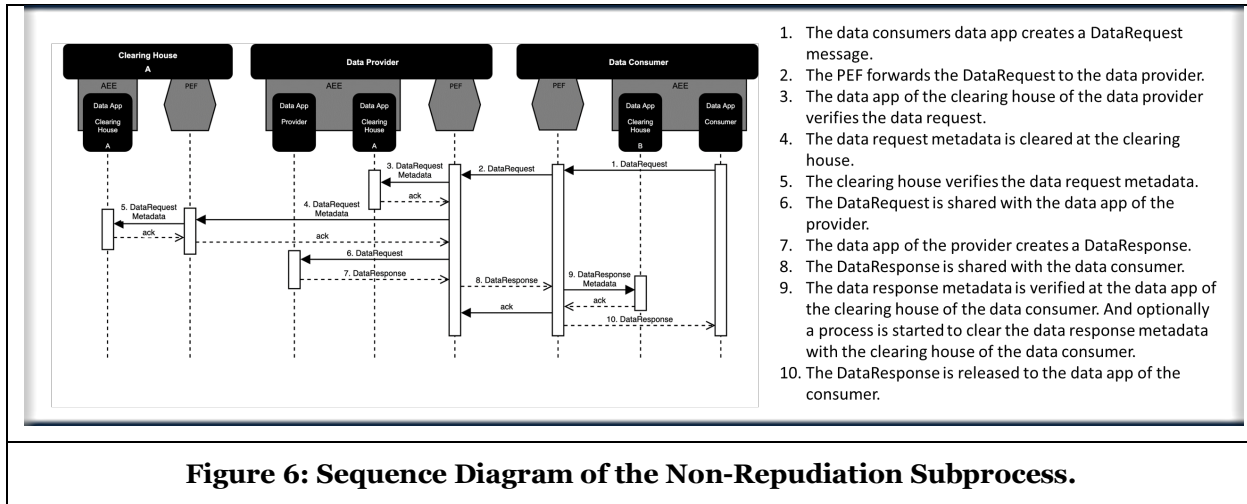 Clearing House
A
Data Provider
Data Consumer
AEE
PEF
AEE
PEF
PEF
AEE
Data App
Clearing
House
A
Data App
Provider
Data App
Clearing
House
A
Data App
Clearing
House
B
Data App
Consumer
1. DataRequest
2. DataRequest
3. DataRequest
Metadata
ack
4. DataRequest
Metadata
5. DataRequest
Metadata
ack
ack
6. DataRequest
7. DataResponse
8. DataResponse
9. DataResponse
Metadata
ack
ack
10. DataResponse
1. The data consumers data app creates a DataRequest
message.
2. The PEF forwards the DataRequest to the data provider.
3. The data app of the clearing house of the data provider
verifies the data request.
4. The data request metadata is cleared at the clearing
house.
5. The clearing house verifies the data request metadata.
6. The DataRequest is shared with the data app of the
provider.
7. The data app of the provider creates a DataResponse.
8. The DataResponse is shared with the data consumer.
9. The data response metadata is verified at the data app of
the clearing house of the data consumer. And optionally
a process is started to clear the data response metadata
with the clearing house of the data consumer.
10. The DataResponse is released to the data app of the
consumer.
Figure 6: Sequence Diagram of the Non-Repudiation Subprocess.